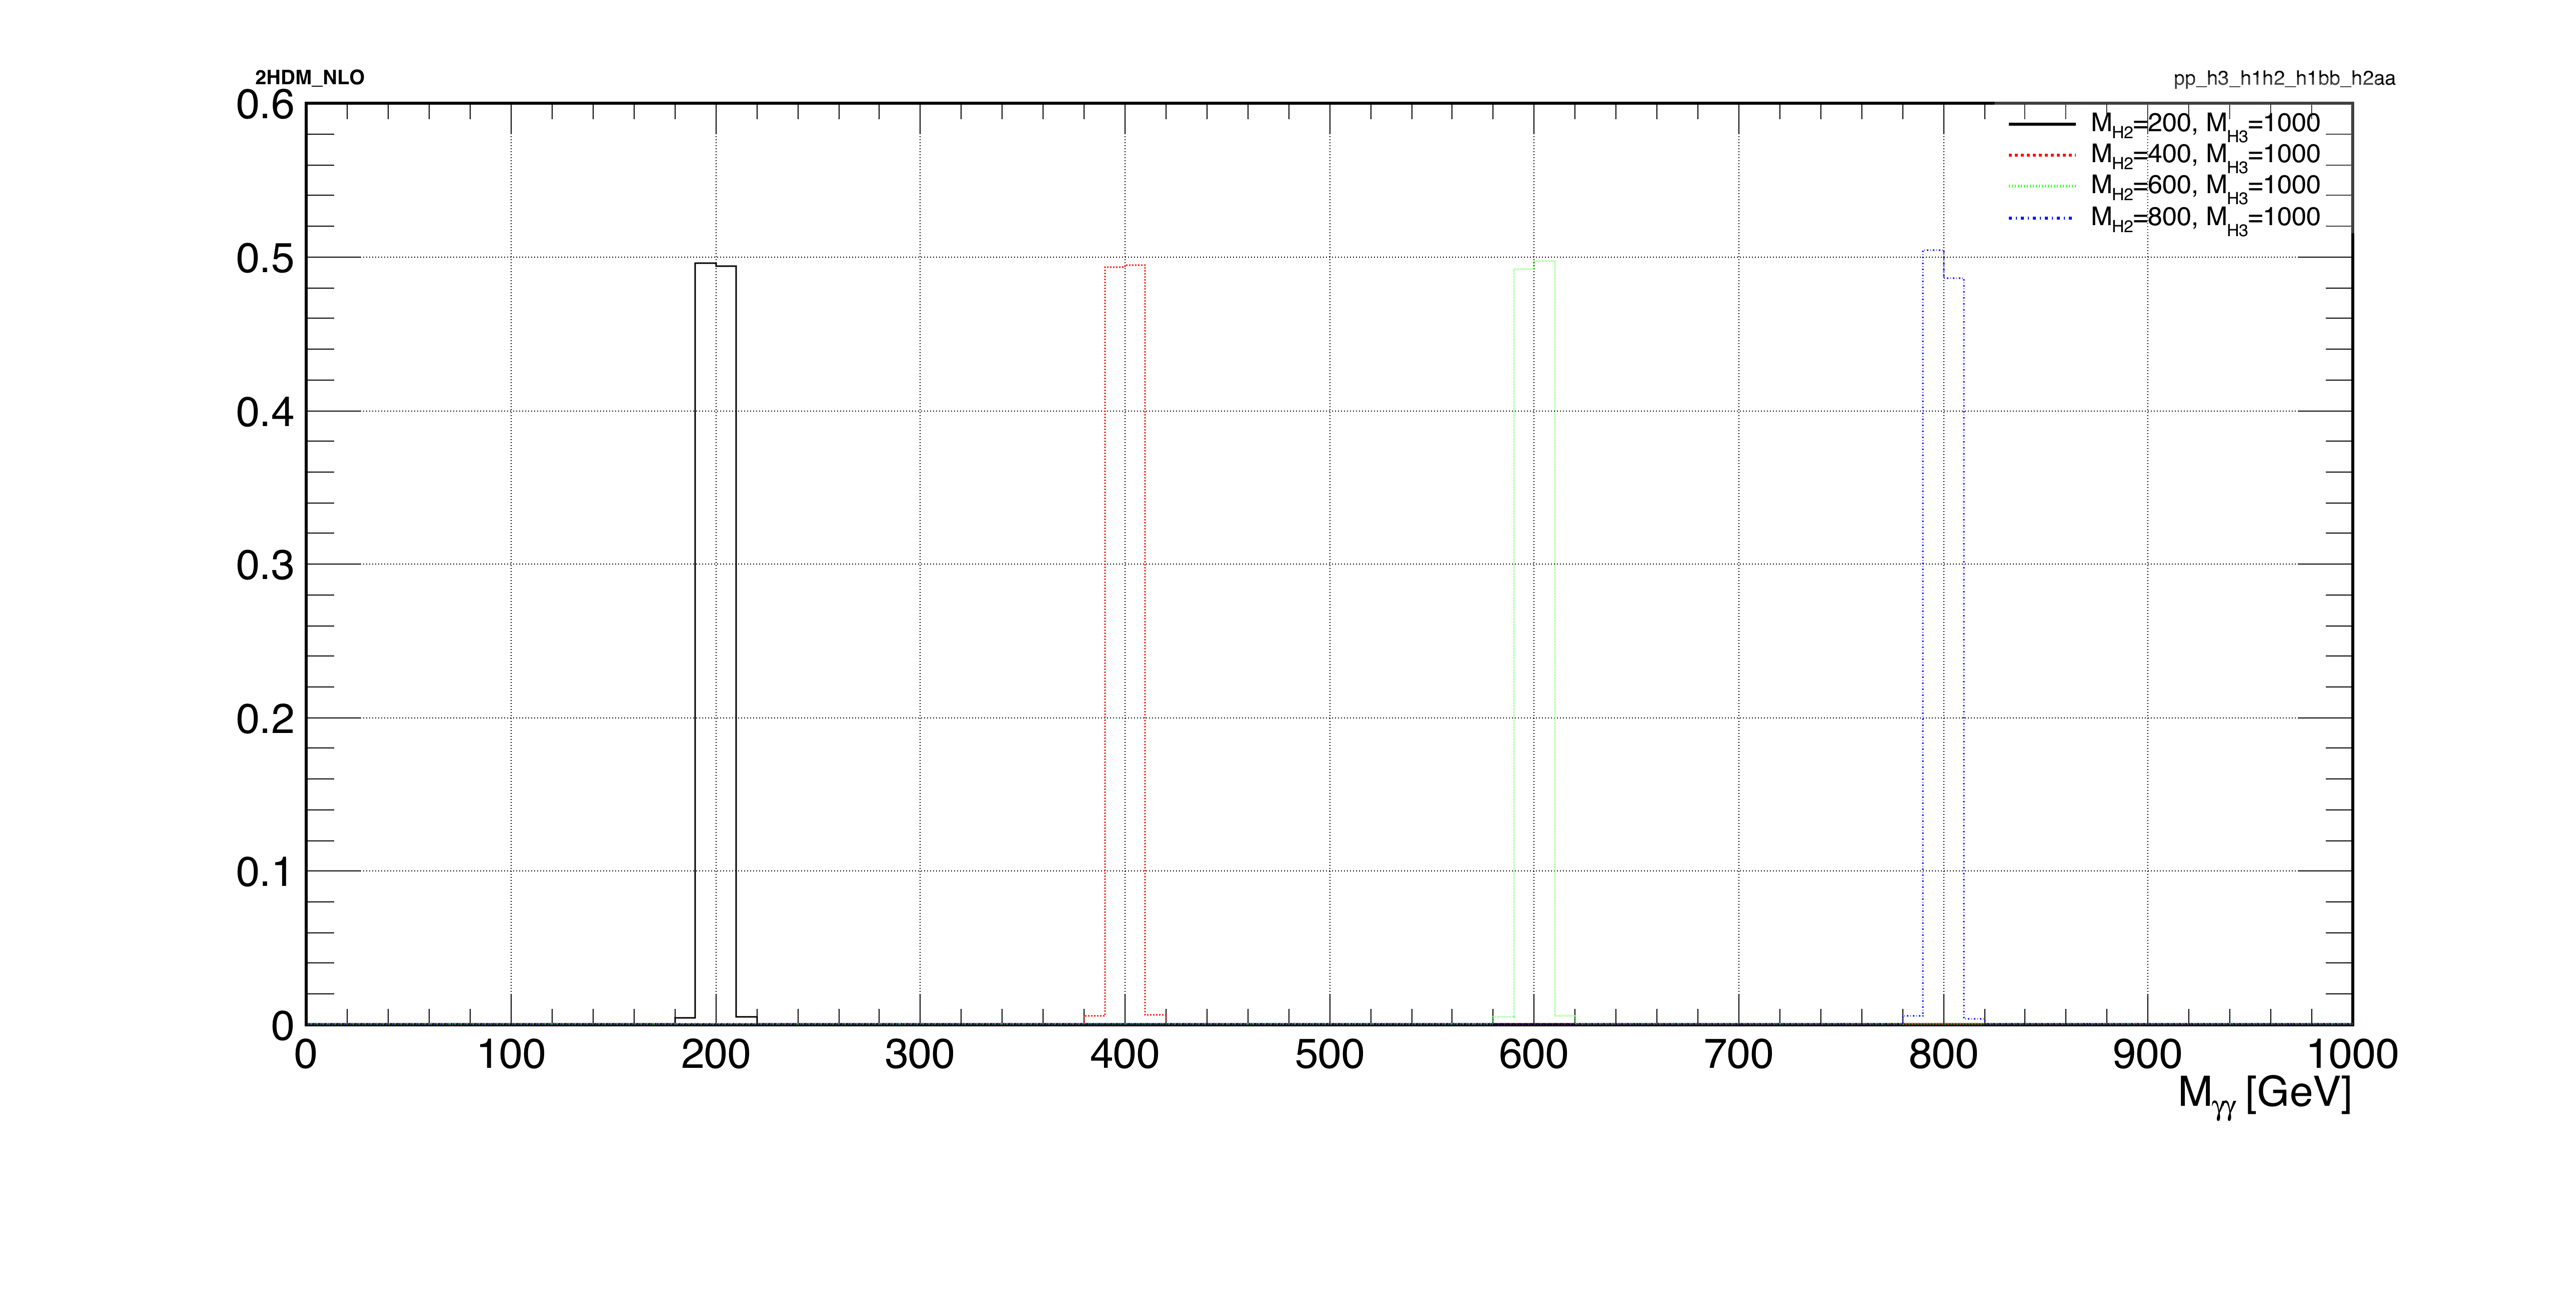 2HDM_NLO
pp_h3_h1h2_h1bb_h2aa
M_H2=200, M_H3=1000
M_H2=400, M_H3=1000
M_H2=600, M_H3=1000
M_H2=800, M_H3=1000
0.6
0.5
0.4
0.3
0.2
0.1
0
0 100 200 300 400 500 600 700 800 900 1000
M_γγ [GeV]